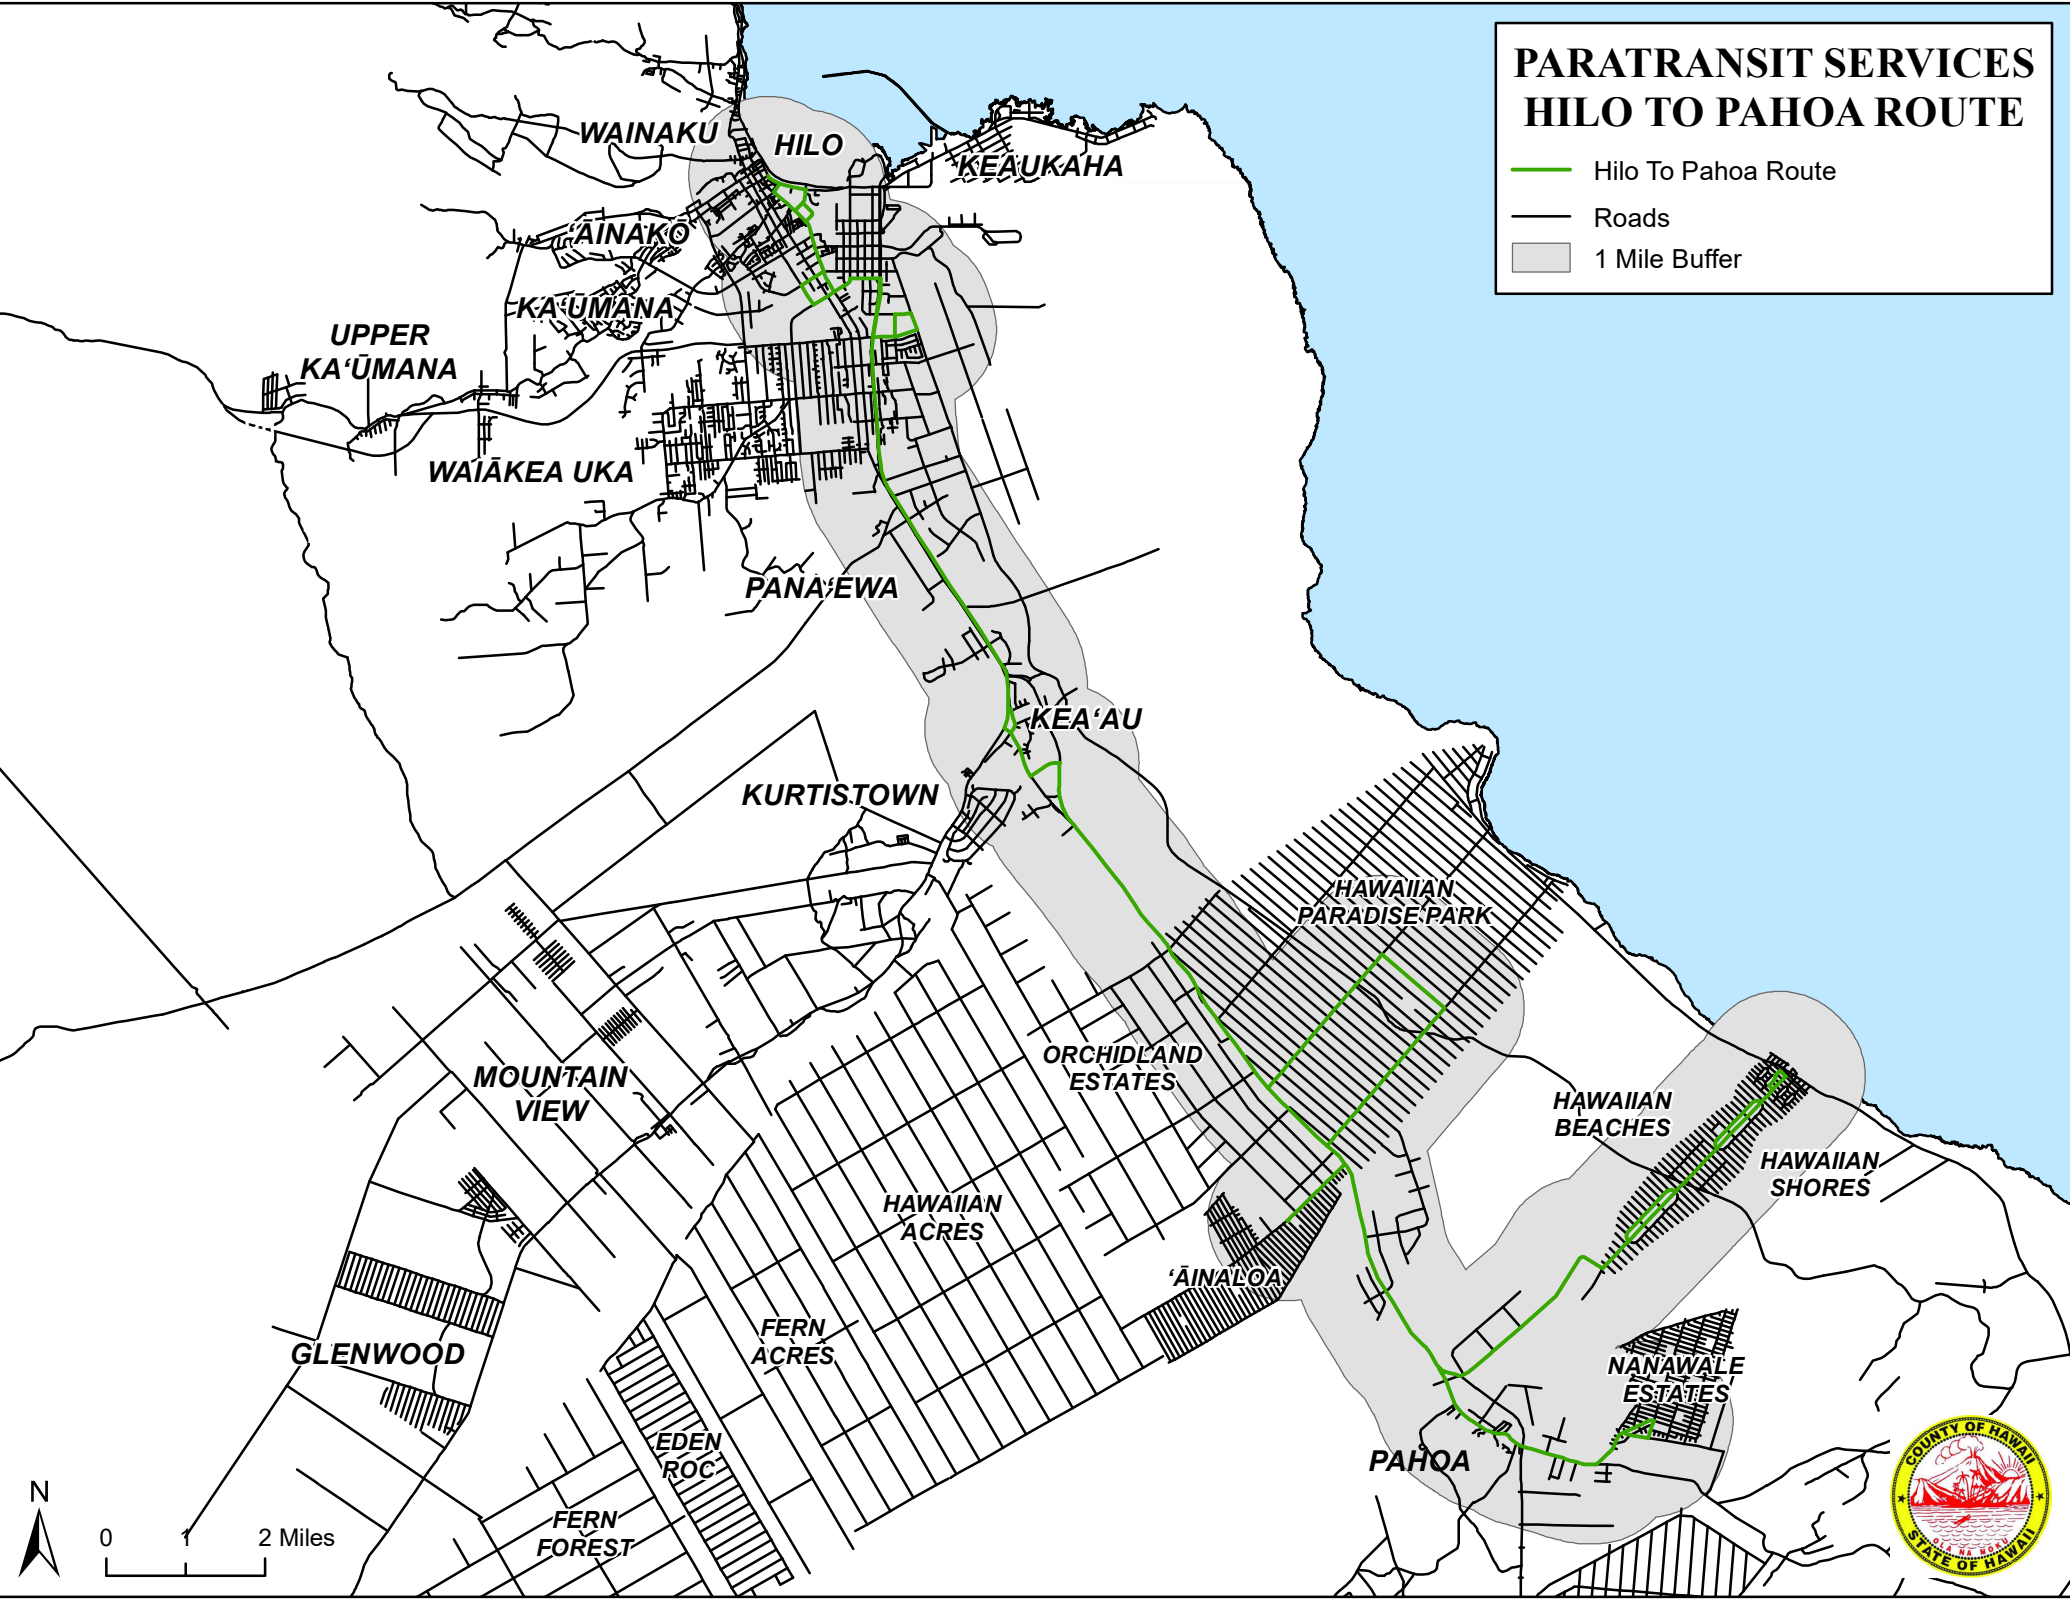 PARATRANSIT SERVICES
HILO TO PAHOA ROUTE
Hilo To Pahoa Route
Roads
1 Mile Buffer
WAINAKU
HILO
KEAUKAHA
ʻĀINAKŌ
KAʻŪMANA
UPPER
KAʻŪMANA
WAIĀKEA UKA
PANAʻEWA
KEAʻAU
KURTISTOWN
HAWAIIAN
PARADISE PARK
ORCHIDLAND
ESTATES
MOUNTAIN
VIEW
HAWAIIAN
BEACHES
HAWAIIAN
SHORES
HAWAIIAN
ACRES
ʻĀINALOA
FERN
ACRES
GLENWOOD
NANAWALE
ESTATES
EDEN
ROC
PAHOA
FERN
FOREST
N
0 1 2 Miles
COUNTY OF HAWAII
STATE OF HAWAII